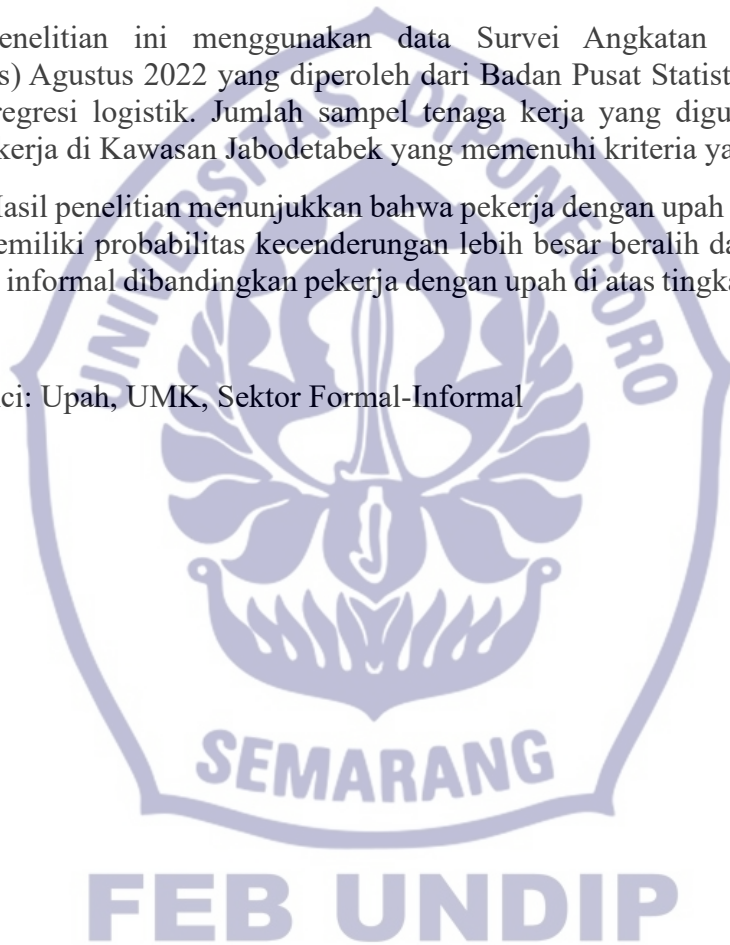 enelitian ini menggunakan data Survei Angkatan
s) Agustus 2022 yang diperoleh dari Badan Pusat Statist
regresi logistik. Jumlah sampel tenaga kerja yang digu
kerja di Kawasan Jabodetabek yang memenuhi kriteria ya
Hasil penelitian menunjukkan bahwa pekerja dengan upah
emiliki probabilitas kecenderungan lebih besar beralih da
informal dibandingkan pekerja dengan upah di atas tingka
ci: Upah, UMK, Sektor Formal-Informal
UNIVERSITAS DIPONEGORO
SEMARANG
FEB UNDIP